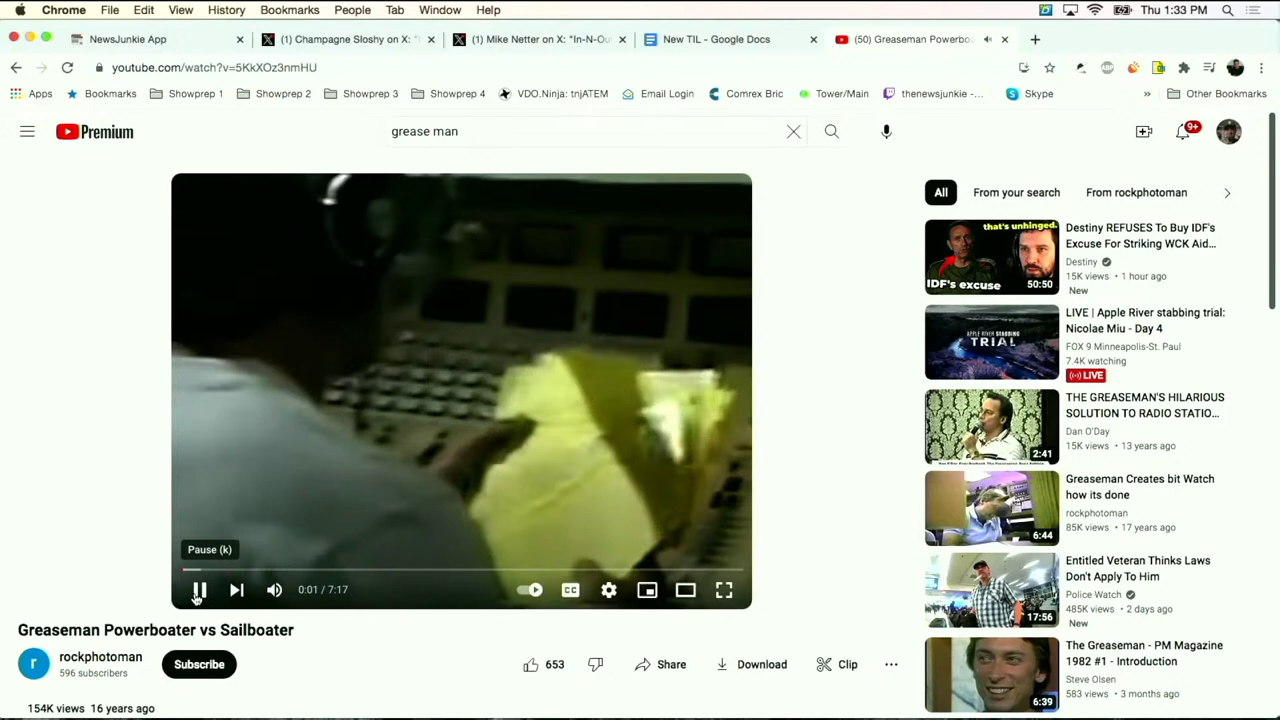 Chrome File Edit View History Bookmarks People Tab Window Help Thu 1:33 PM
NewsJunkie App × (1) Champagne Sloshy on X: " × (1) Mike Netter on X: "In-N-Ou × New TIL - Google Docs × (50) Greaseman Powerbo × +
youtube.com/watch?v=5KkXOz3nmHU ABP
Apps Bookmarks Showprep 1 Showprep 2 Showprep 3 Showprep 4 VDO.Ninja: tnjATEM Email Login Comrex Bric Tower/Main thenewsjunkie -... Skype » Other Bookmarks
Premium grease man 9+
All From your search From rockphotoman
that's unhinged.
IDF's excuse 50:50
Destiny REFUSES To Buy IDF's
Excuse For Striking WCK Aid...
Destiny
15K views • 1 hour ago
New
APPLE RIVER STABBING
TRIAL
LIVE | Apple River stabbing trial:
Nicolae Miu - Day 4
FOX 9 Minneapolis-St. Paul
7.4K watching
LIVE
2:41
THE GREASEMAN'S HILARIOUS
SOLUTION TO RADIO STATIO...
Dan O'Day
15K views • 13 years ago
6:44
Greaseman Creates bit Watch
how its done
rockphotoman
85K views • 17 years ago
17:56
Entitled Veteran Thinks Laws
Don't Apply To Him
Police Watch
485K views • 2 days ago
New
6:39
The Greaseman - PM Magazine
1982 #1 - Introduction
Steve Olsen
583 views • 3 months ago
Pause (k)
0:01 / 7:17 CC
Greaseman Powerboater vs Sailboater
r rockphotoman
596 subscribers
Subscribe 653 Share Download Clip ...
154K views 16 years ago